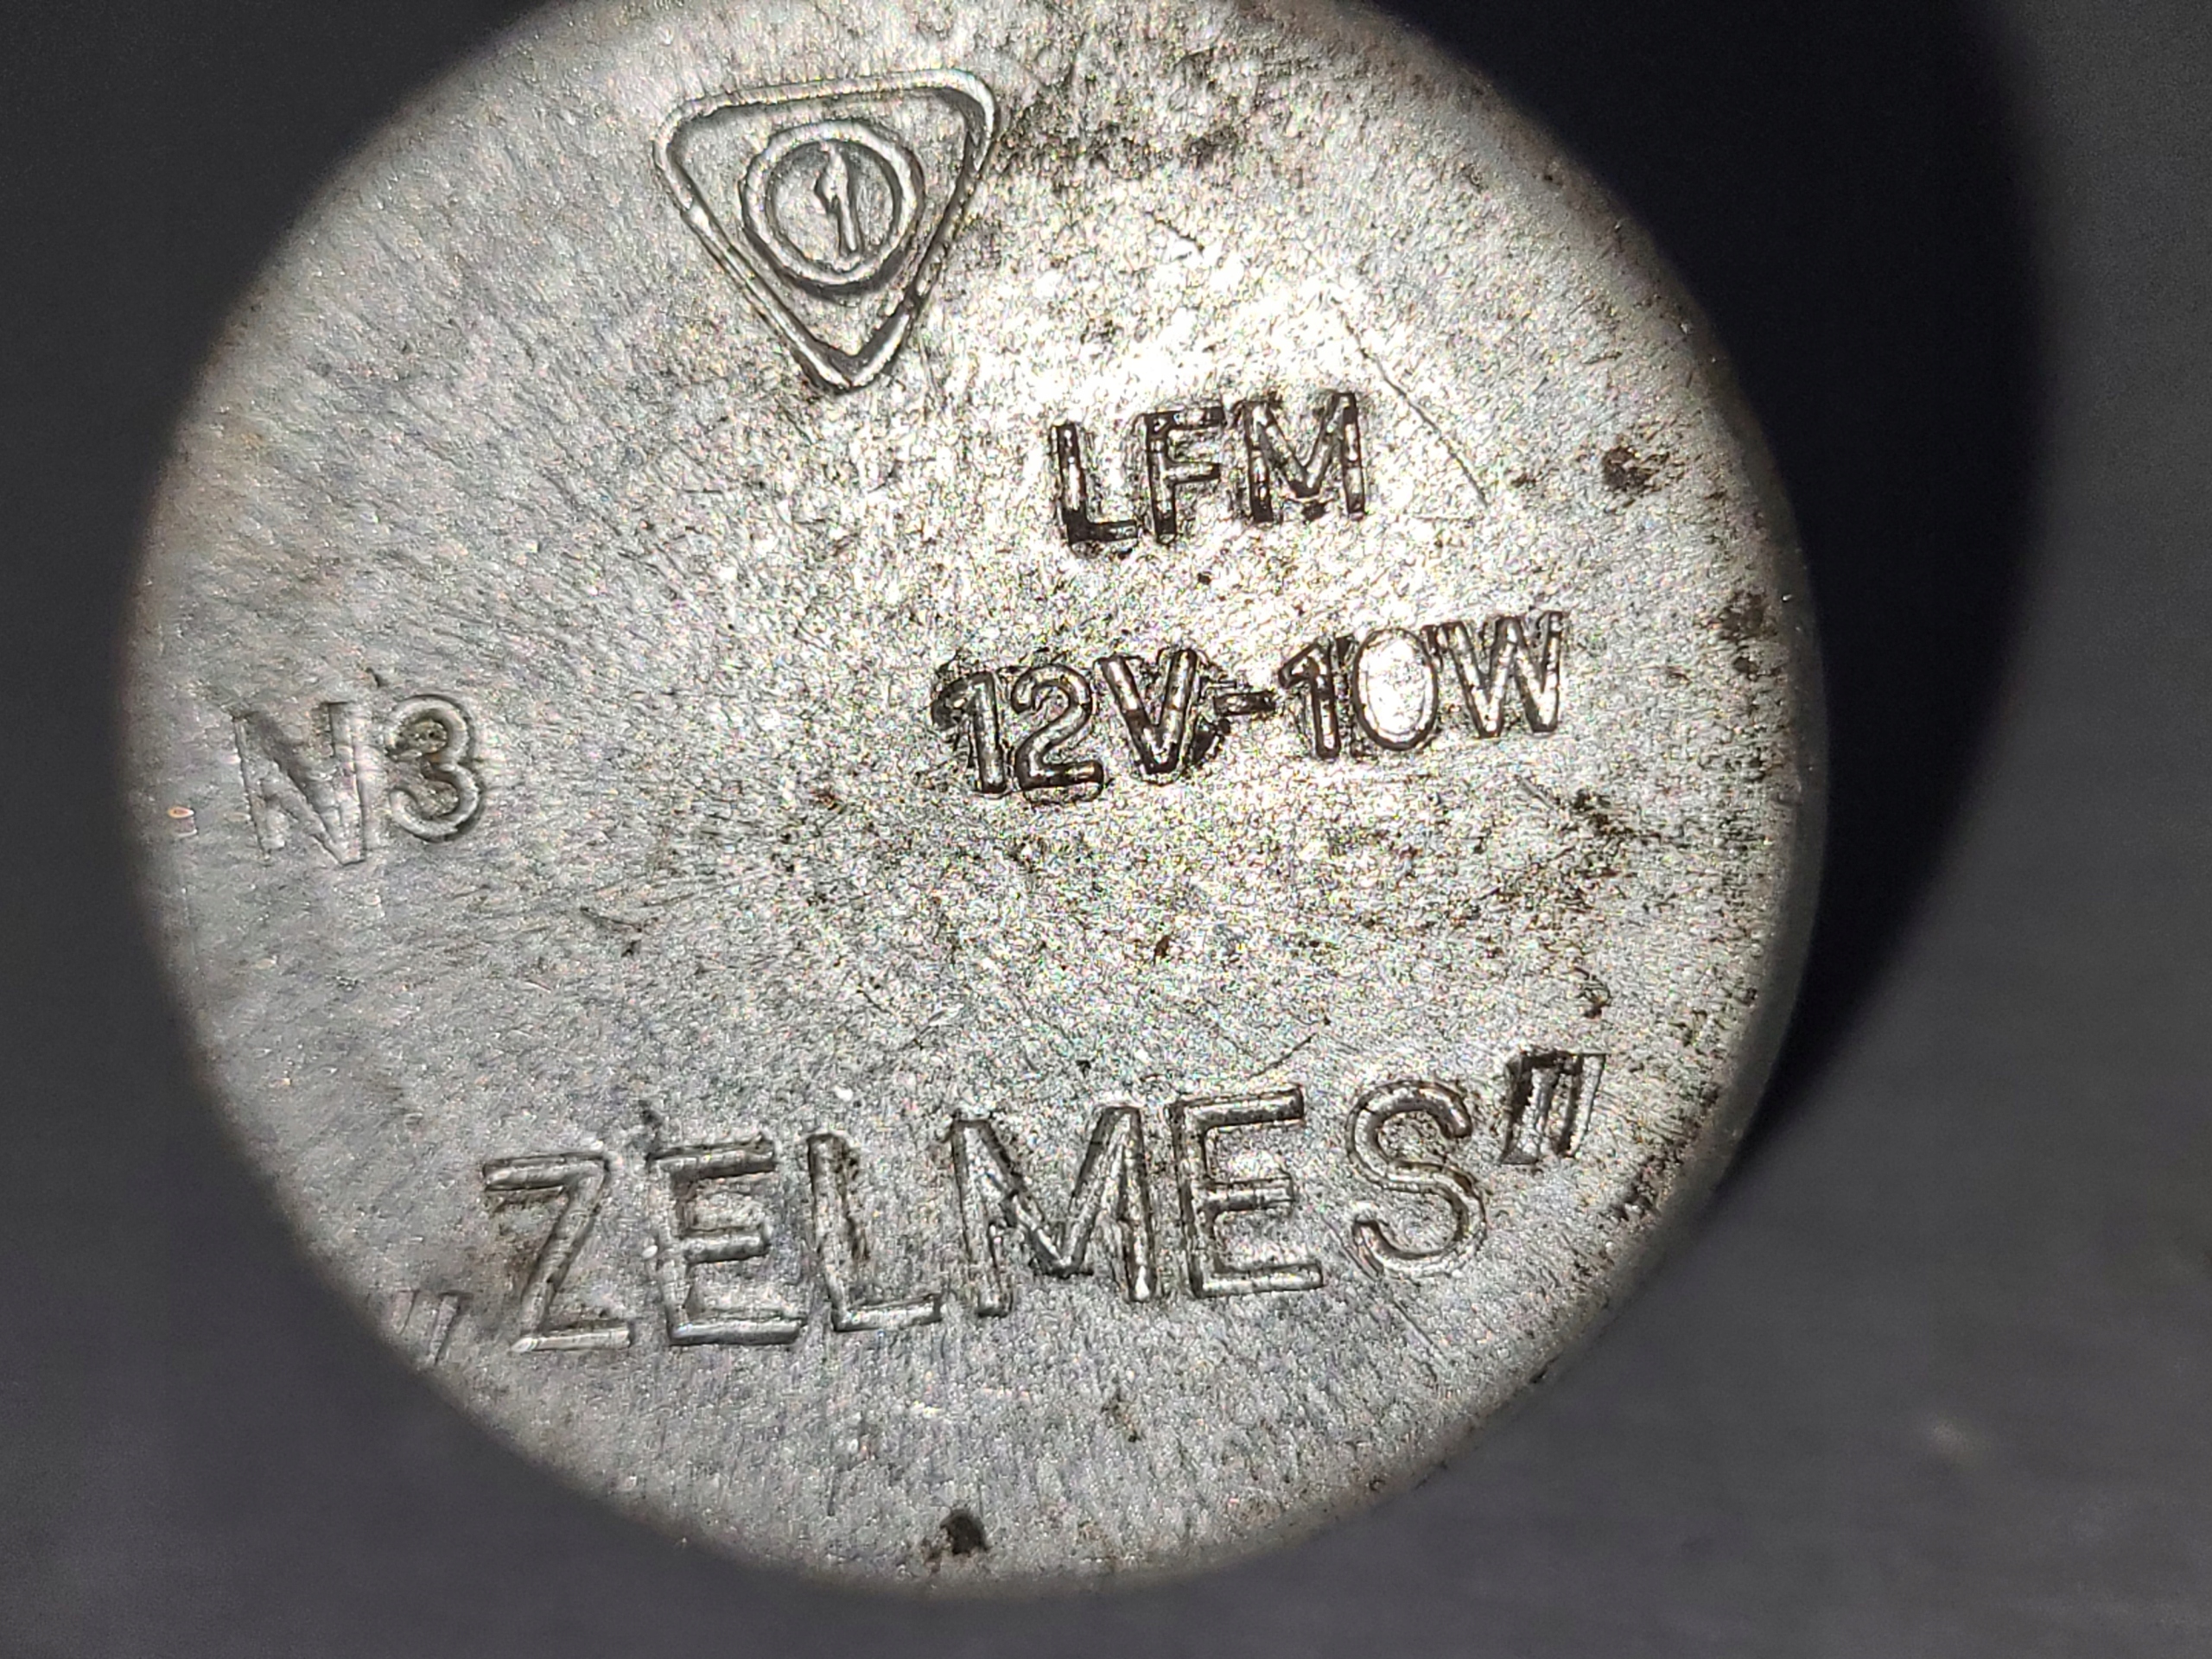 LFM
12V-10W
N3
"ZELMES"